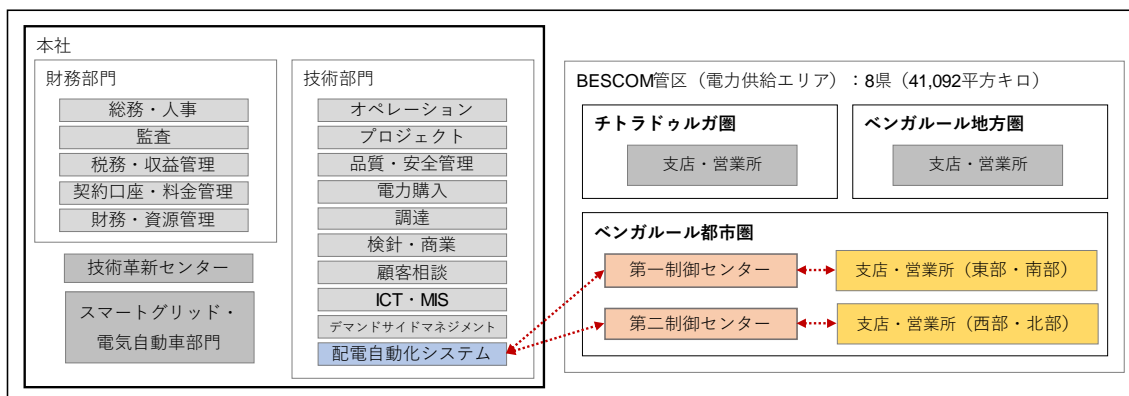 本社
財務部門
総務・人事
監査
税務・収益管理
契約口座・料金管理
財務・資源管理
技術革新センター
スマートグリッド・
電気自動車部門
技術部門
オペレーション
プロジェクト
品質・安全管理
電力購入
調達
検針・商業
顧客相談
ICT・MIS
デマンドサイドマネジメント
配電自動化システム
BESCOM管区（電力供給エリア）：8県（41,092平方キロ）
チトラドゥルガ圏
支店・営業所
ベンガルール地方圏
支店・営業所
ベンガルール都市圏
第一制御センター
支店・営業所（東部・南部）
第二制御センター
支店・営業所（西部・北部）